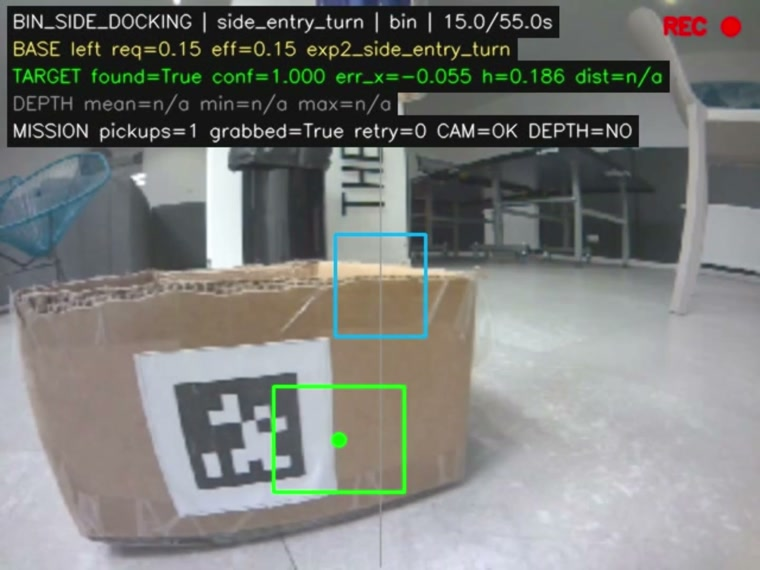 BIN_SIDE_DOCKING | side_entry_turn | bin | 15.0/55.0s
REC
BASE left req=0.15 eff=0.15 exp2_side_entry_turn
TARGET found=True conf=1.000 err_x=-0.055 h=0.186 dist=n/a
DEPTH mean=n/a min=n/a max=n/a
MISSION pickups=1 grabbed=True retry=0 CAM=OK DEPTH=NO
THE